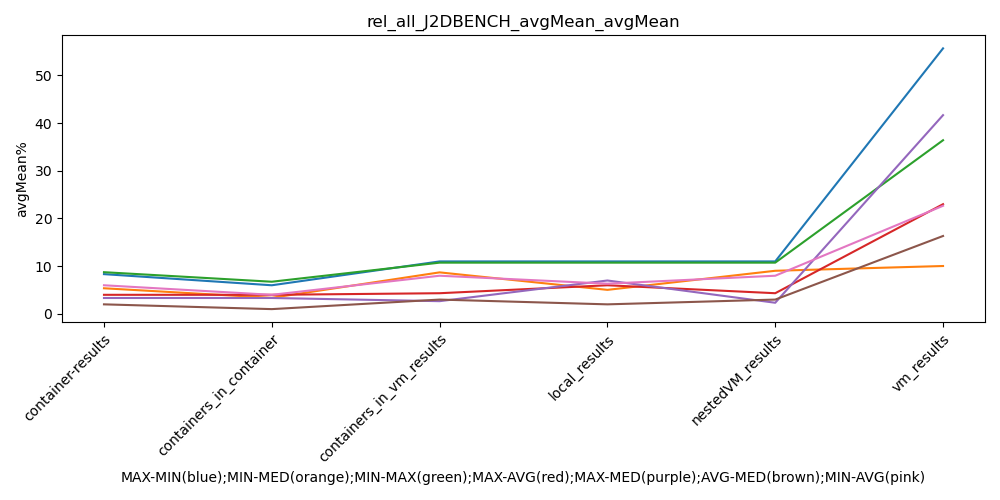 rel_all_J2DBENCH_avgMean_avgMean
avgMean%
50
40
30
20
10
0
container-results
containers_in_container
containers_in_vm_results
local_results
nestedVM_results
vm_results
MAX-MIN(blue);MIN-MED(orange);MIN-MAX(green);MAX-AVG(red);MAX-MED(purple);AVG-MED(brown);MIN-AVG(pink)